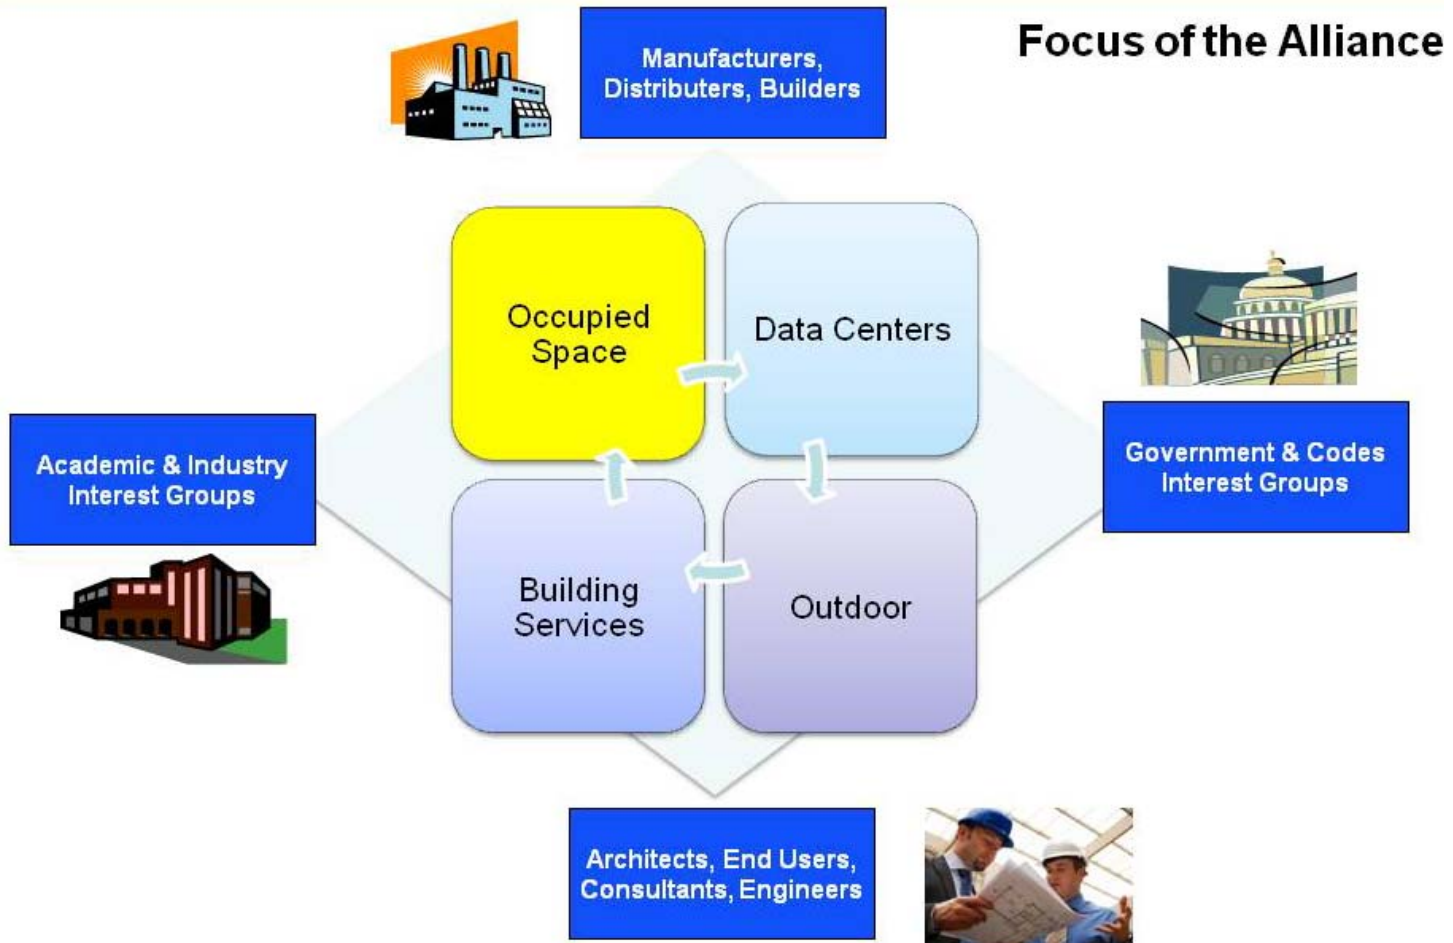 Focus of the Alliance
Manufacturers,
Distributers, Builders
Occupied
Space
Data Centers
Academic & Industry
Interest Groups
Government & Codes
Interest Groups
Building
Services
Outdoor
Architects, End Users,
Consultants, Engineers